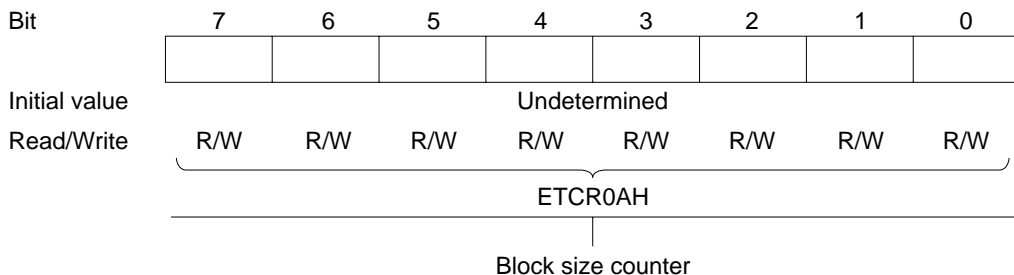 Bit 7 6 5 4 3 2 1 0
Initial value Undetermined
Read/Write R/W R/W R/W R/W R/W R/W R/W R/W
ETCR0AH
Block size counter